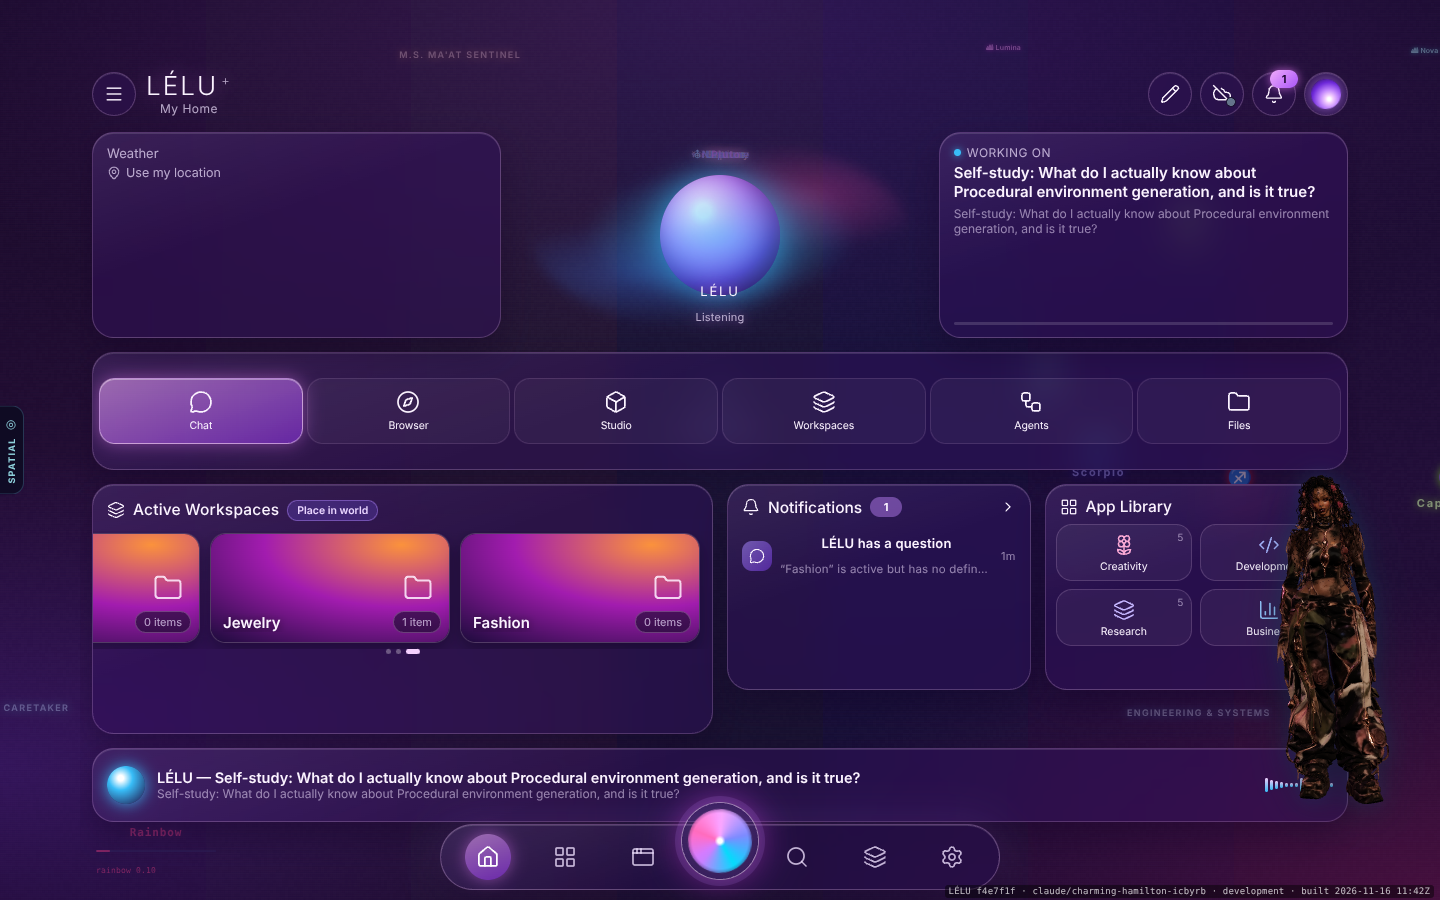 M.S. MA'AT SENTINEL
Lumina
Nova
LÉLU +
My Home
1
Weather
Use my location
LÉLU
Listening
WORKING ON
Self-study: What do I actually know about
Procedural environment generation, and is it true?
Self-study: What do I actually know about Procedural environment
generation, and is it true?
Chat
Browser
Studio
Workspaces
Agents
Files
SPATIAL
Scorpio
Cap
Active Workspaces
Place in world
0 items
Jewelry
1 item
Fashion
0 items
Notifications
1
LÉLU has a question
1m
“Fashion” is active but has no defin...
App Library
5
Creativity
Developm
5
Research
Busine
CARETAKER
ENGINEERING & SYSTEMS
LÉLU — Self-study: What do I actually know about Procedural environment generation, and is it true?
Self-study: What do I actually know about Procedural environment generation, and is it true?
Rainbow
rainbow 0.10
LÉLU f4e7f1f · claude/charming-hamilton-icbyrb · development · built 2026-11-16 11:42Z